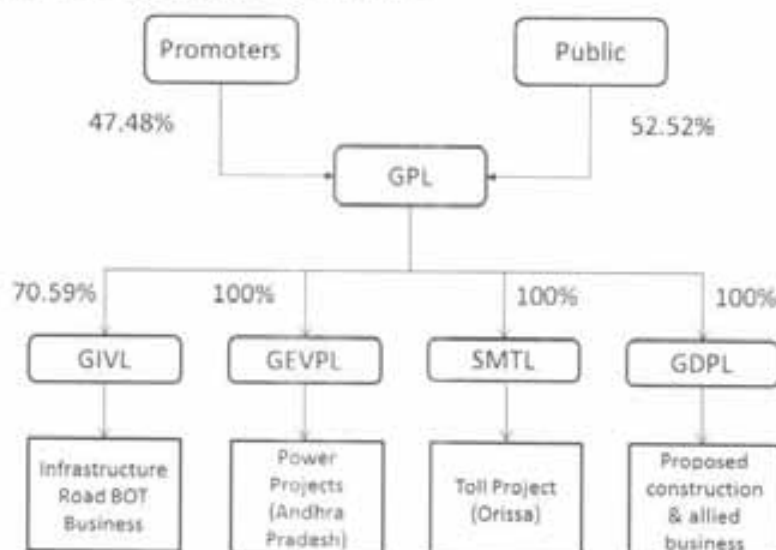 Promoters
Public
47.48%
52.52%
GPL
70.59%
100%
100%
100%
GIVL
GEVPL
SMTL
GDPL
Infrastructure
Road BOT
Business
Power
Projects
(Andhra
Pradesh)
Toll Project
(Orissa)
Proposed
construction
& allied
business